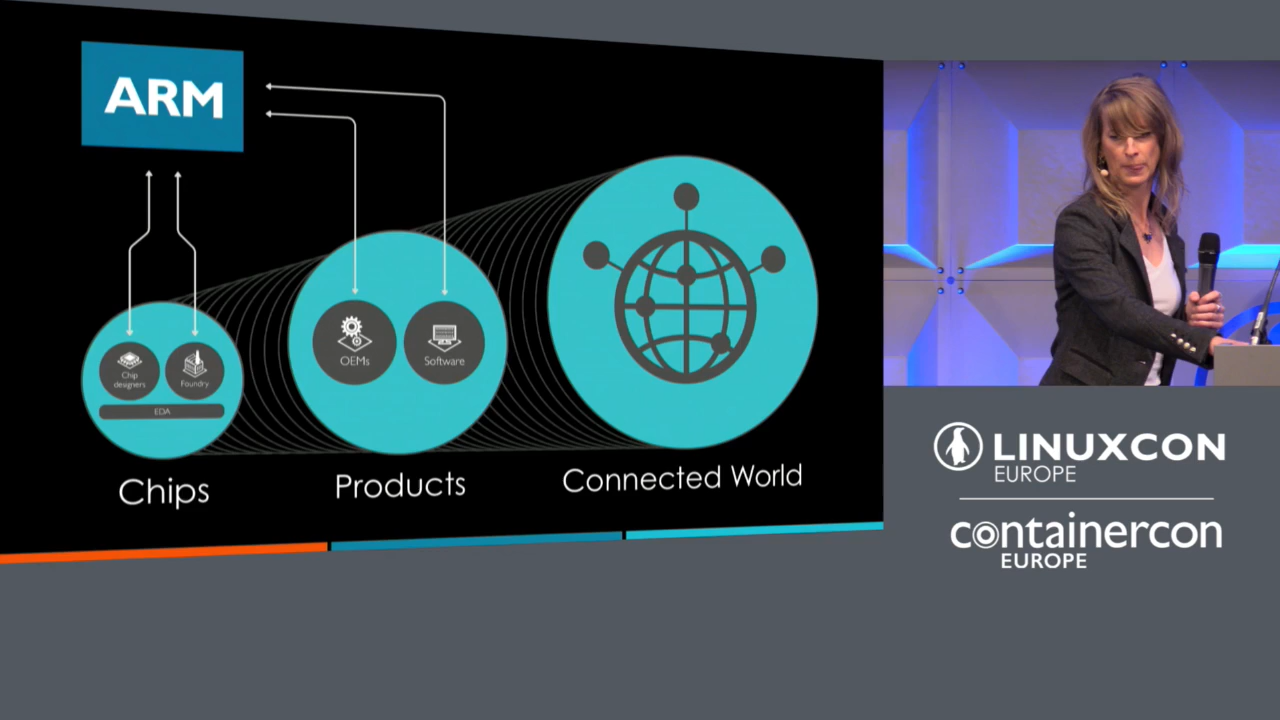 ARM
OEMs
Software
Chip
designers
Foundry
EDA
Chips
Products
Connected World
LINUXCON
EUROPE
containercon
EUROPE